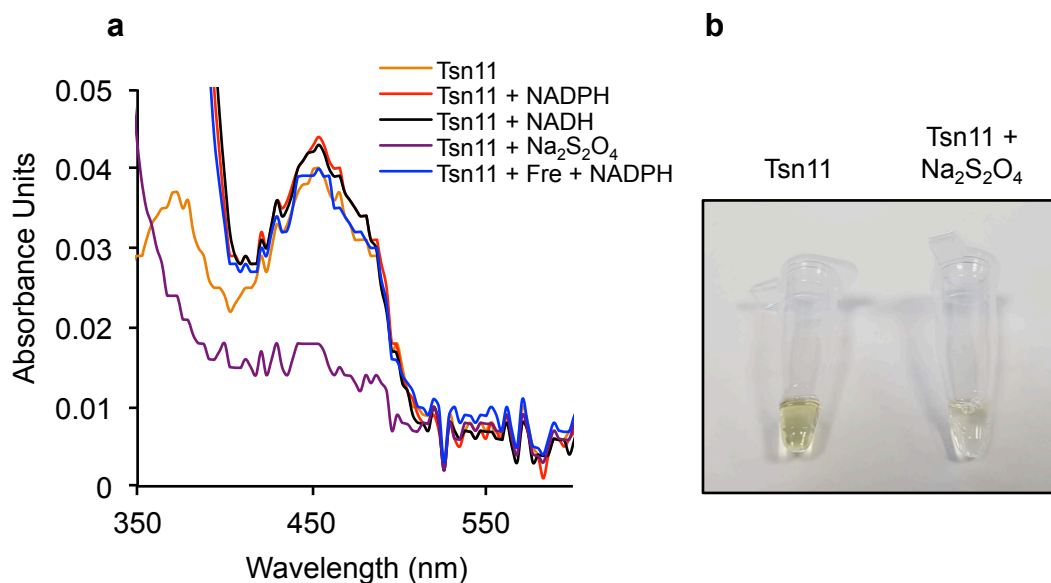 a
Tsn11
Tsn11 + NADPH
Tsn11 + NADH
Tsn11 + Na₂S₂O₄
Tsn11 + Fre + NADPH
0.05
0.04
0.03
0.02
0.01
0
350
450
550
Absorbance Units
Wavelength (nm)
b
Tsn11
Tsn11 +
Na₂S₂O₄